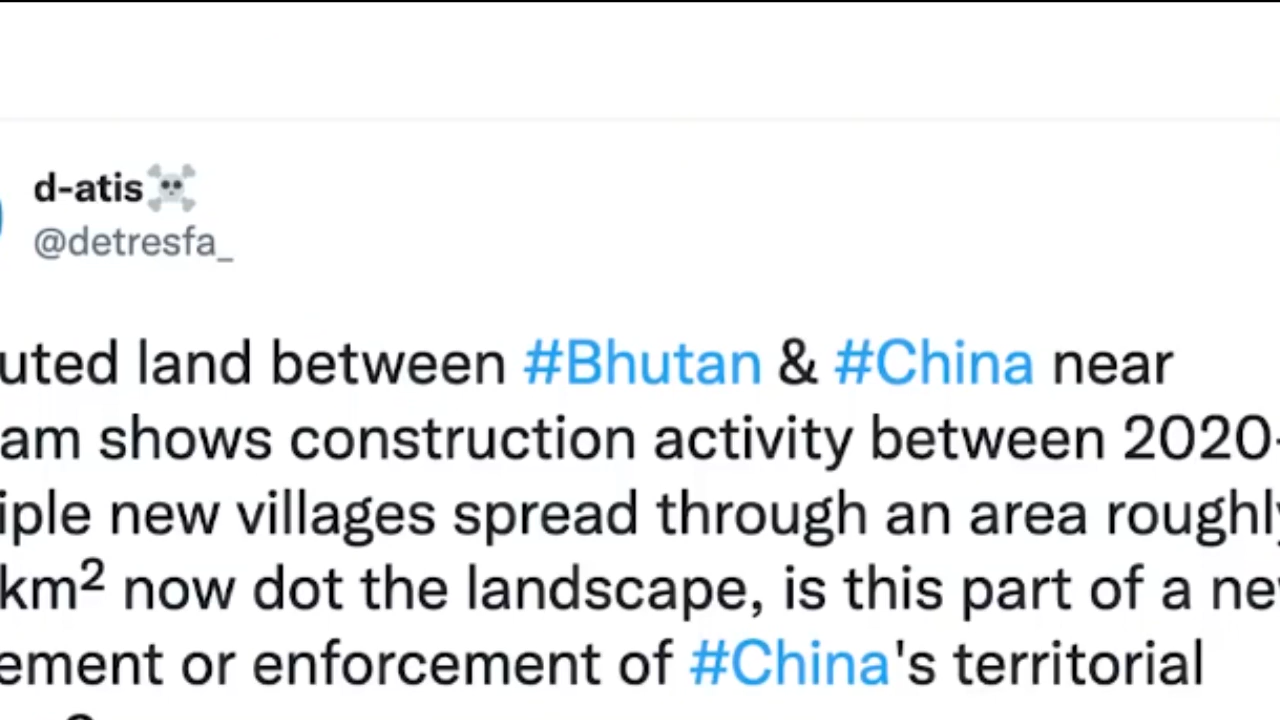 d-atis☠️
@detresfa_
uted land between #Bhutan & #China near
am shows construction activity between 2020-
iple new villages spread through an area roughly
km² now dot the landscape, is this part of a ne
ement or enforcement of #China's territorial